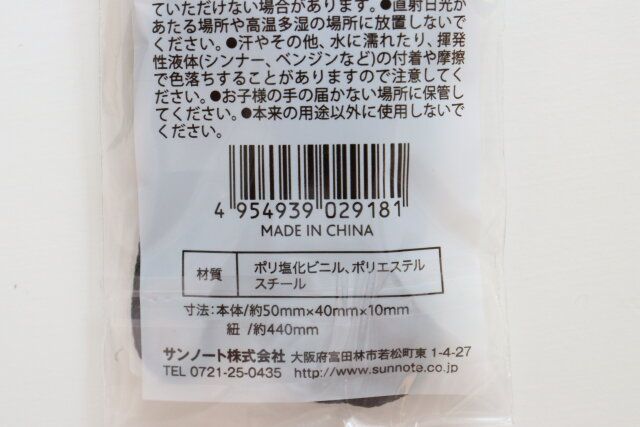 ていただけない場合があります。●直射日光が
あたる場所や高温多湿の場所に放置しないで
ください。●汗やその他、水に濡れたり、揮発
性液体(シンナー、ベンジンなど)の付着や摩擦
で色落ちすることがありますので注意してく
ださい。●お子様の手の届かない場所に保管し
てください。●本来の用途以外に使用しないで
ください。
4 954939 029181
MADE IN CHINA
材質 ポリ塩化ビニル、ポリエステル
スチール
寸法:本体/約50mm×40mm×10mm
紐 /約440mm
サンノート株式会社 大阪府富田林市若松町東 1-4-27
TEL 0721-25-0435 http://www.sunnote.co.jp